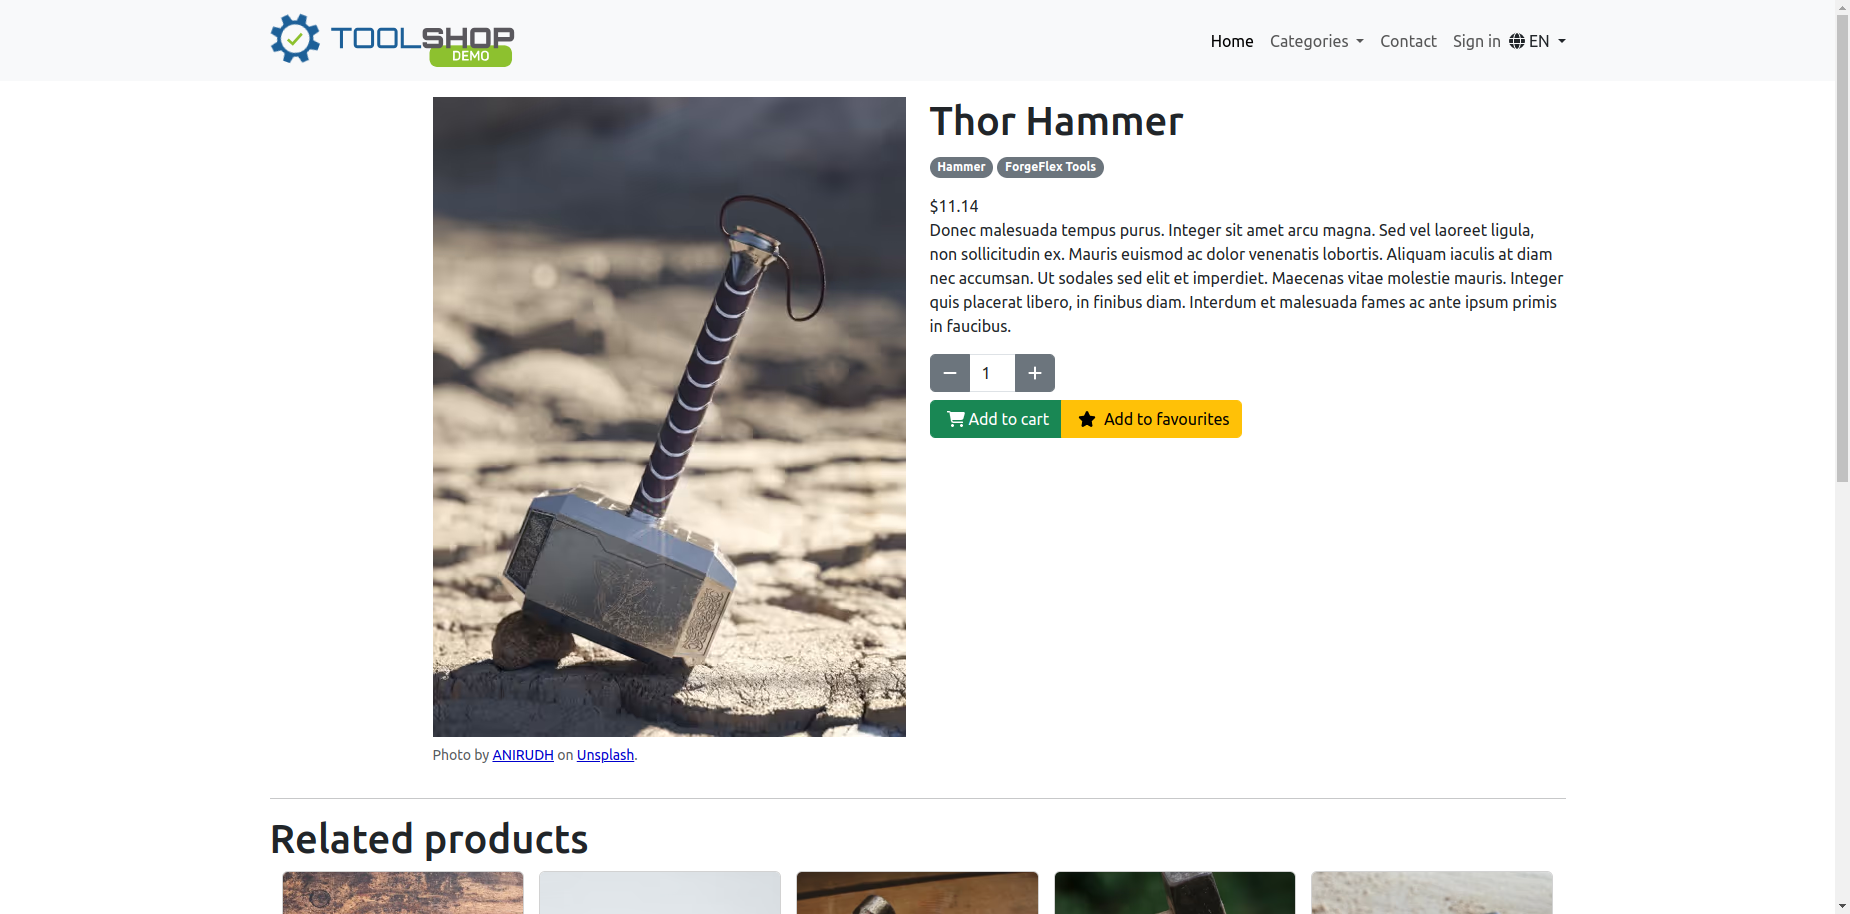 TOOLSHOP
DEMO
Home Categories Contact Sign in EN
Thor Hammer
Hammer ForgeFlex Tools
$11.14
Donec malesuada tempus purus. Integer sit amet arcu magna. Sed vel laoreet ligula,
non sollicitudin ex. Mauris euismod ac dolor venenatis lobortis. Aliquam iaculis at diam
nec accumsan. Ut sodales sed elit et imperdiet. Maecenas vitae molestie mauris. Integer
quis placerat libero, in finibus diam. Interdum et malesuada fames ac ante ipsum primis
in faucibus.
1
Add to cart Add to favourites
Photo by ANIRUDH on Unsplash.
Related products